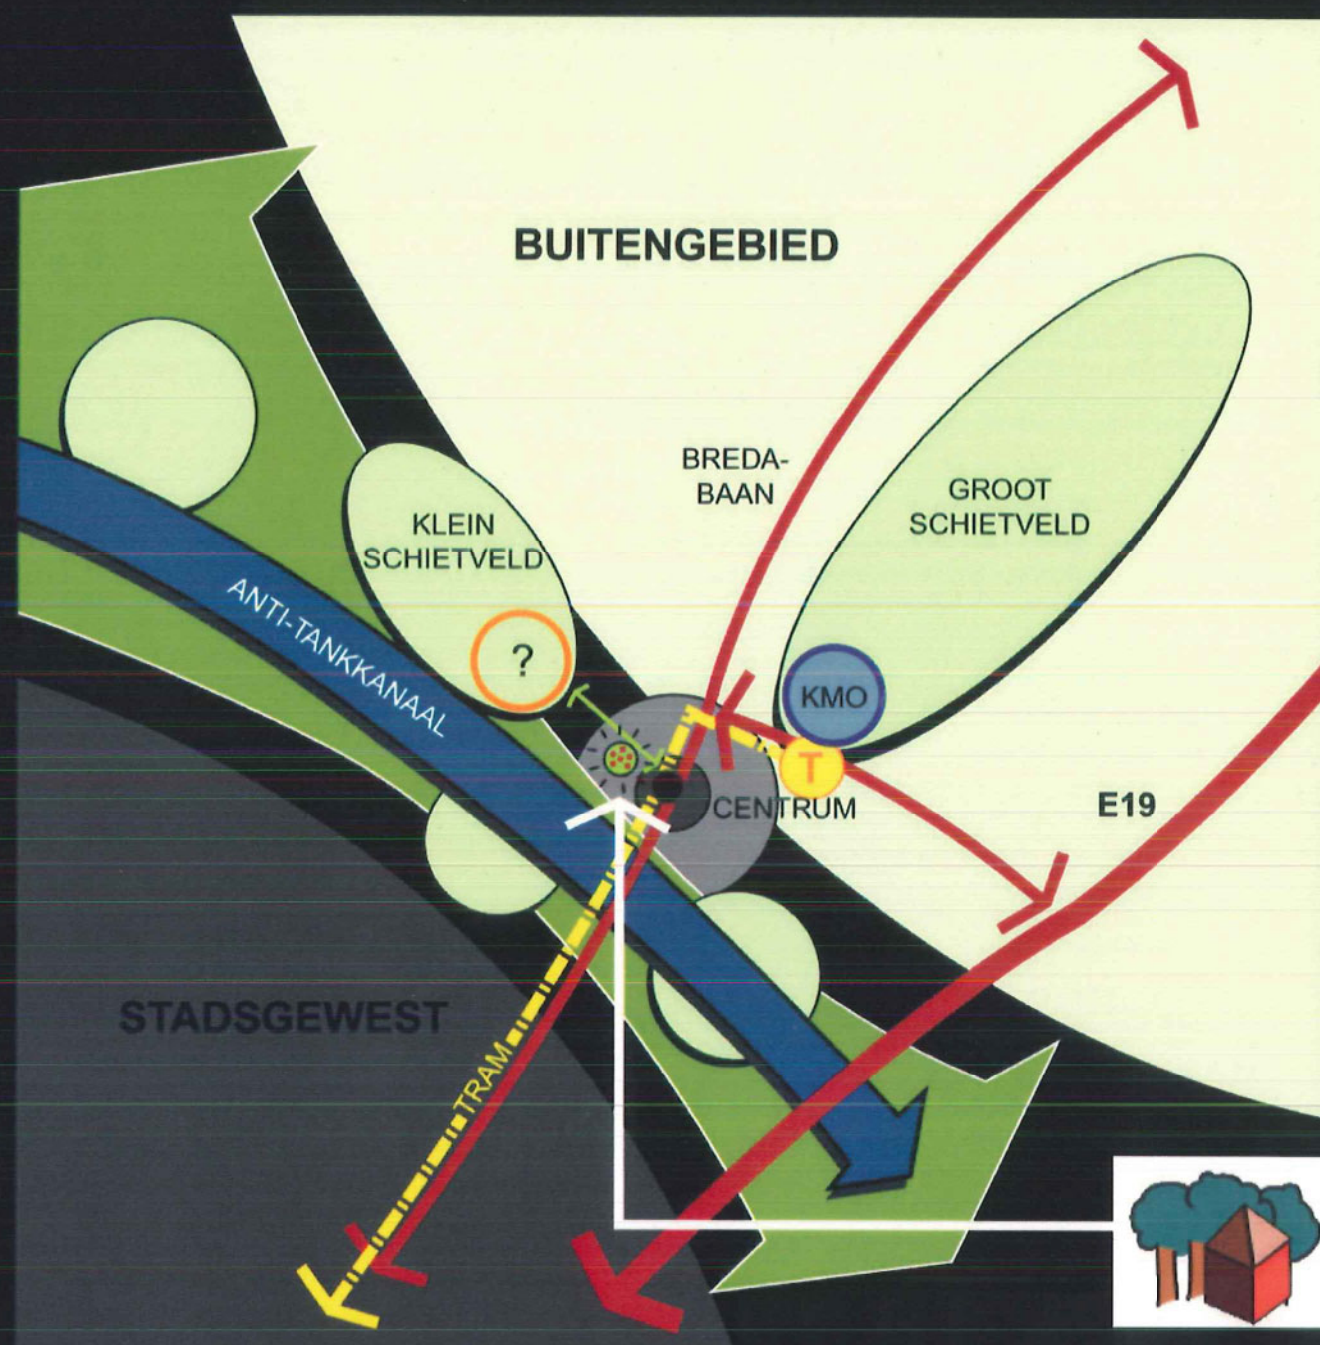 BUITENGEBIED
BREDA-
BAAN
GROOT
SCHIETVELD
KLEIN
SCHIETVELD
ANTI-TANKKANAAL
?
KMO
T
CENTRUM
E19
STADSGEWEST
TRAM